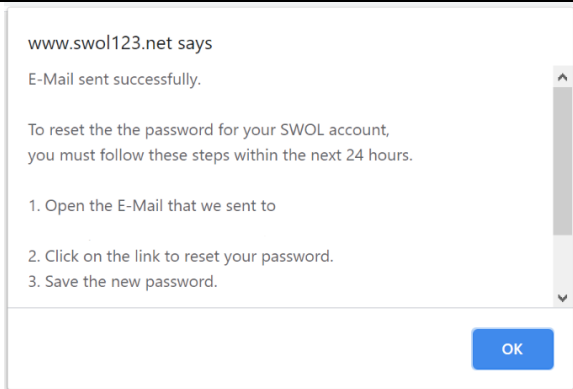 www.swol123.net says
E-Mail sent successfully.
To reset the the password for your SWOL account,
you must follow these steps within the next 24 hours.
1. Open the E-Mail that we sent to
2. Click on the link to reset your password.
3. Save the new password.
OK